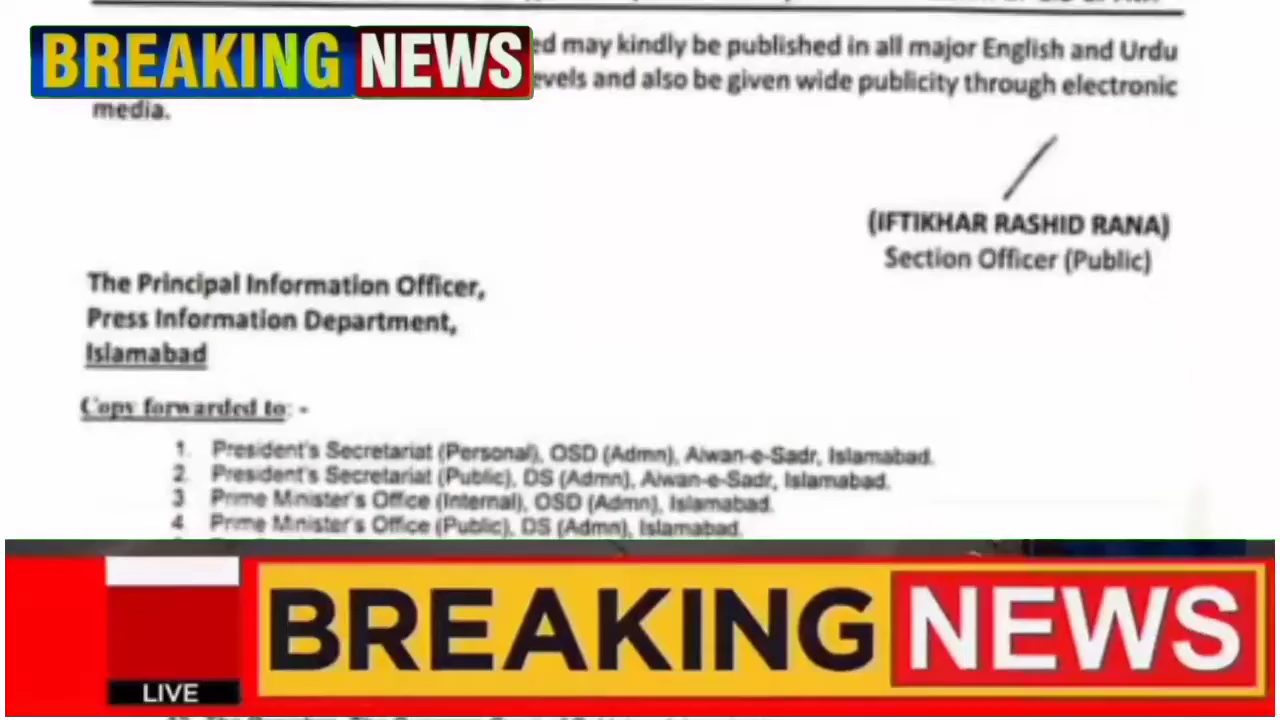 BREAKING NEWS
ed may kindly be published in all major English and Urdu
evels and also be given wide publicity through electronic
media.
(IFTIKHAR RASHID RANA)
Section Officer (Public)
The Principal Information Officer,
Press Information Department,
Islamabad
Copy forwarded to: -
1. President's Secretariat (Personal), OSD (Admn), Aiwan-e-Sadr, Islamabad.
2. President's Secretariat (Public), DS (Admn), Aiwan-e-Sadr, Islamabad.
3 Prime Minister's Office (Internal), OSD (Admn), Islamabad.
4 Prime Minister's Office (Public), DS (Admn), Islamabad.
BREAKING NEWS
LIVE